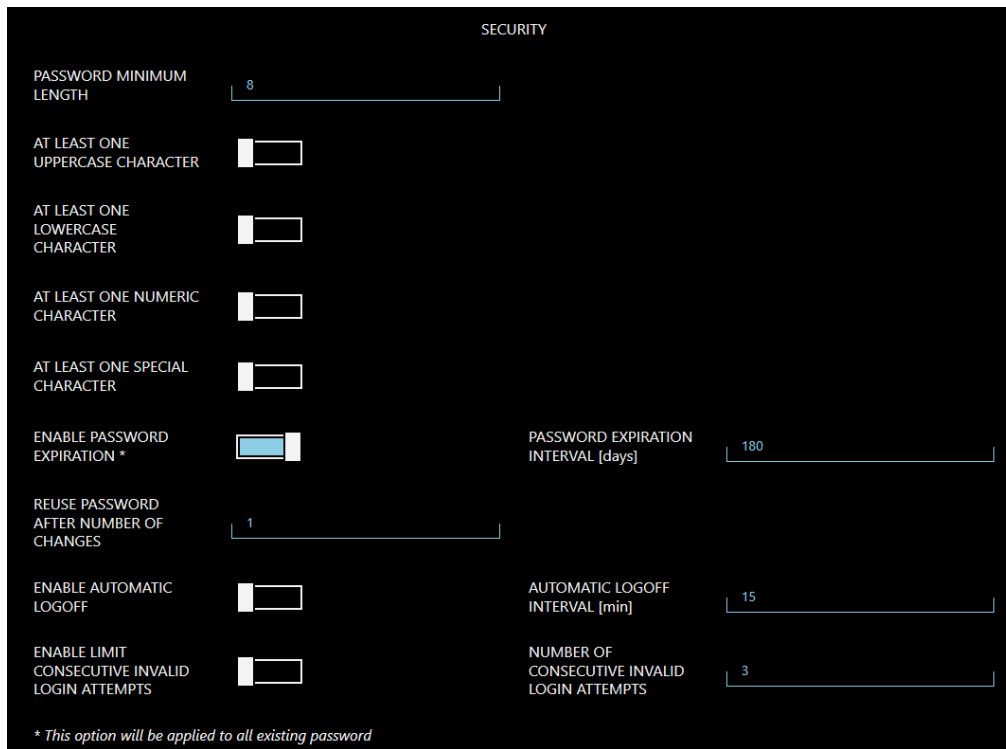 SECURITY
PASSWORD MINIMUM
LENGTH
8
AT LEAST ONE
UPPERCASE CHARACTER
AT LEAST ONE
LOWERCASE
CHARACTER
AT LEAST ONE NUMERIC
CHARACTER
AT LEAST ONE SPECIAL
CHARACTER
ENABLE PASSWORD
EXPIRATION *
PASSWORD EXPIRATION
INTERVAL [days]
180
REUSE PASSWORD
AFTER NUMBER OF
CHANGES
1
ENABLE AUTOMATIC
LOGOFF
AUTOMATIC LOGOFF
INTERVAL [min]
15
ENABLE LIMIT
CONSECUTIVE INVALID
LOGIN ATTEMPTS
NUMBER OF
CONSECUTIVE INVALID
LOGIN ATTEMPTS
3
* This option will be applied to all existing password